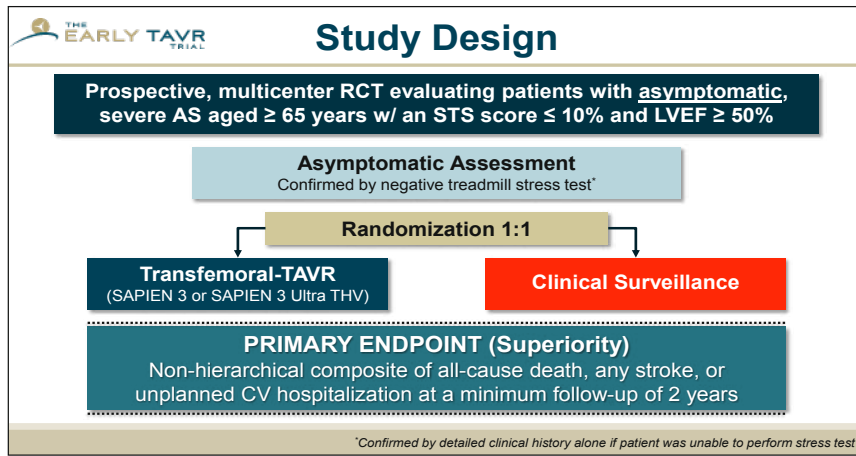 THE
EARLY TAVR
TRIAL
Study Design
Prospective, multicenter RCT evaluating patients with asymptomatic,
severe AS aged ≥ 65 years w/ an STS score ≤ 10% and LVEF ≥ 50%
Asymptomatic Assessment
Confirmed by negative treadmill stress test*
Randomization 1:1
Transfemoral-TAVR
(SAPIEN 3 or SAPIEN 3 Ultra THV)
Clinical Surveillance
PRIMARY ENDPOINT (Superiority)
Non-hierarchical composite of all-cause death, any stroke, or
unplanned CV hospitalization at a minimum follow-up of 2 years
*Confirmed by detailed clinical history alone if patient was unable to perform stress test